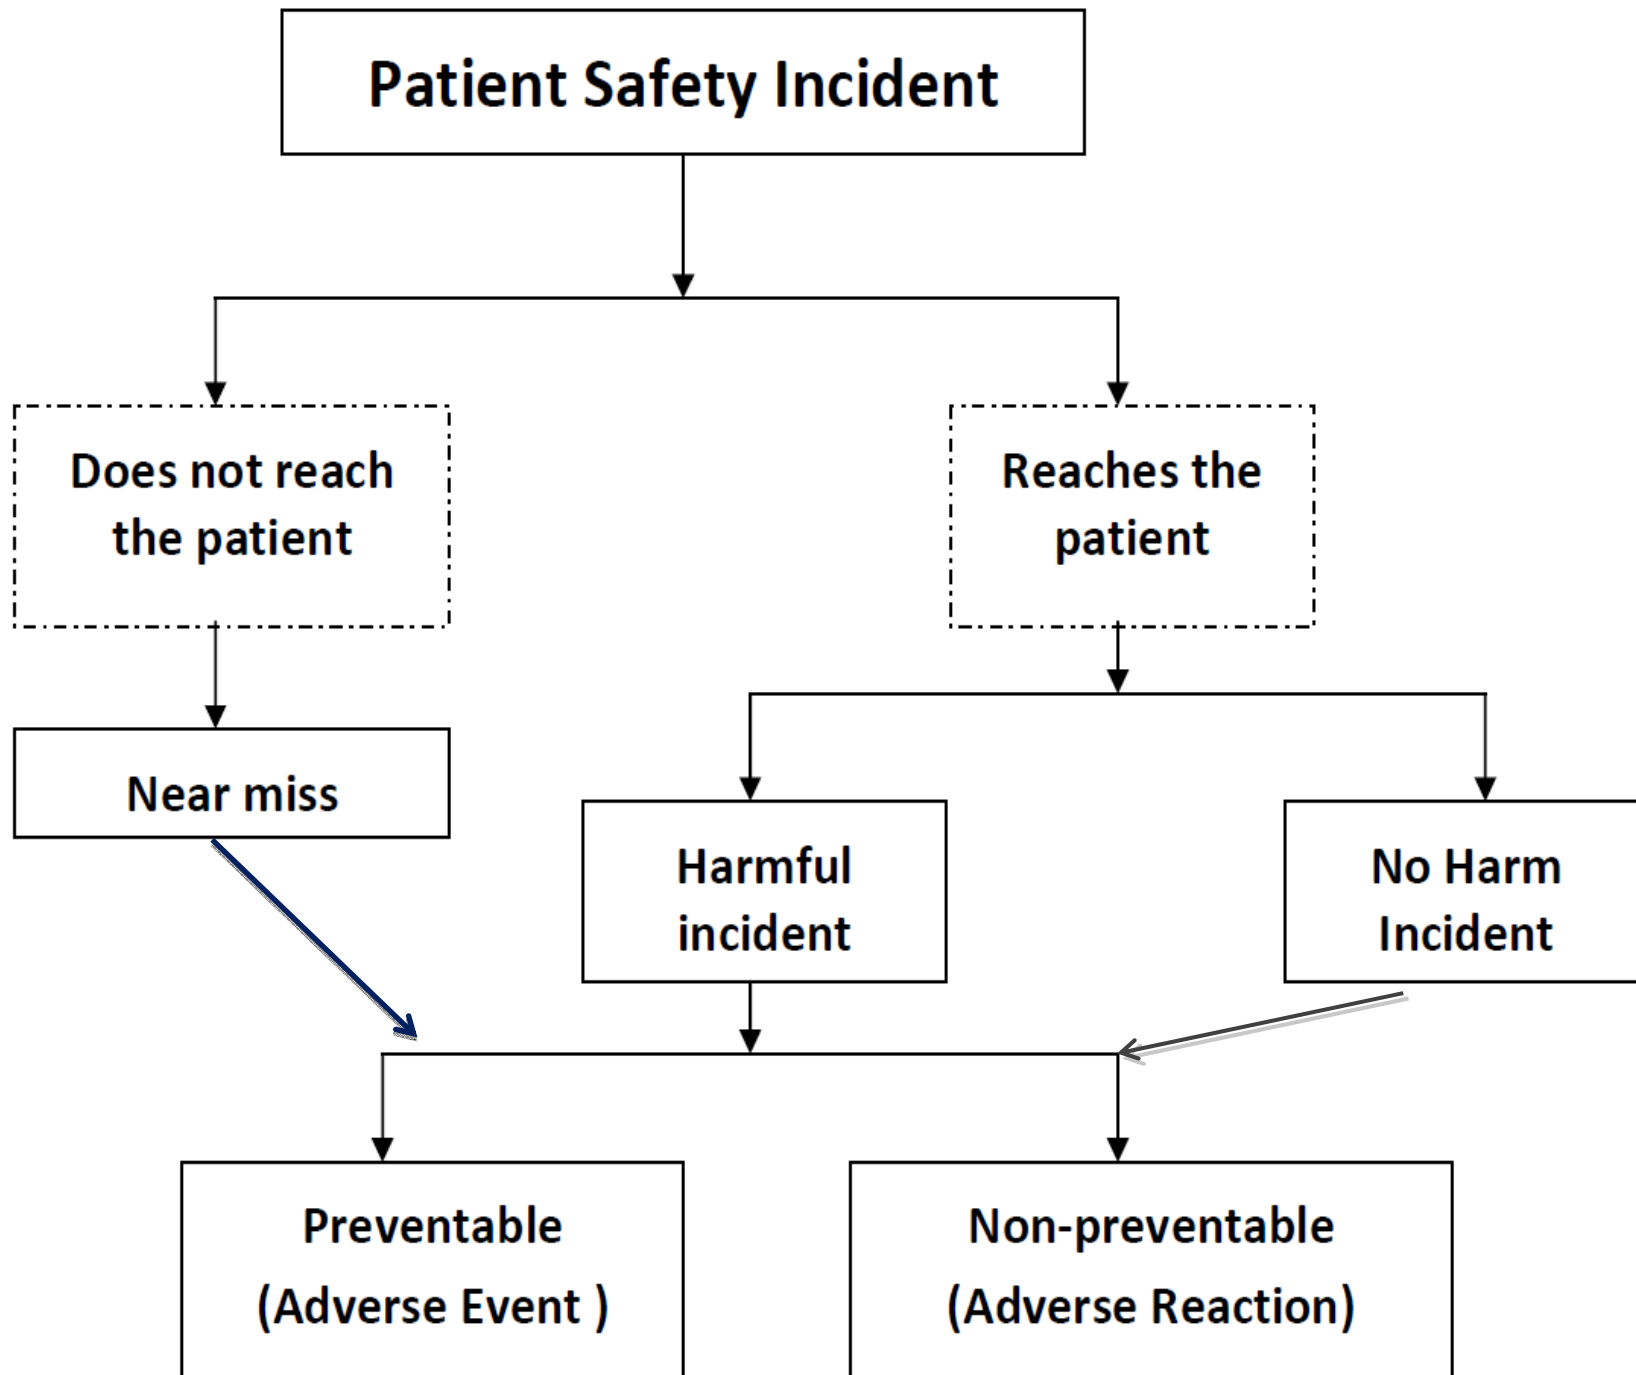 Patient Safety Incident
Does not reach
the patient
Reaches the
patient
Near miss
Harmful
incident
No Harm
Incident
Preventable
(Adverse Event )
Non-preventable
(Adverse Reaction)